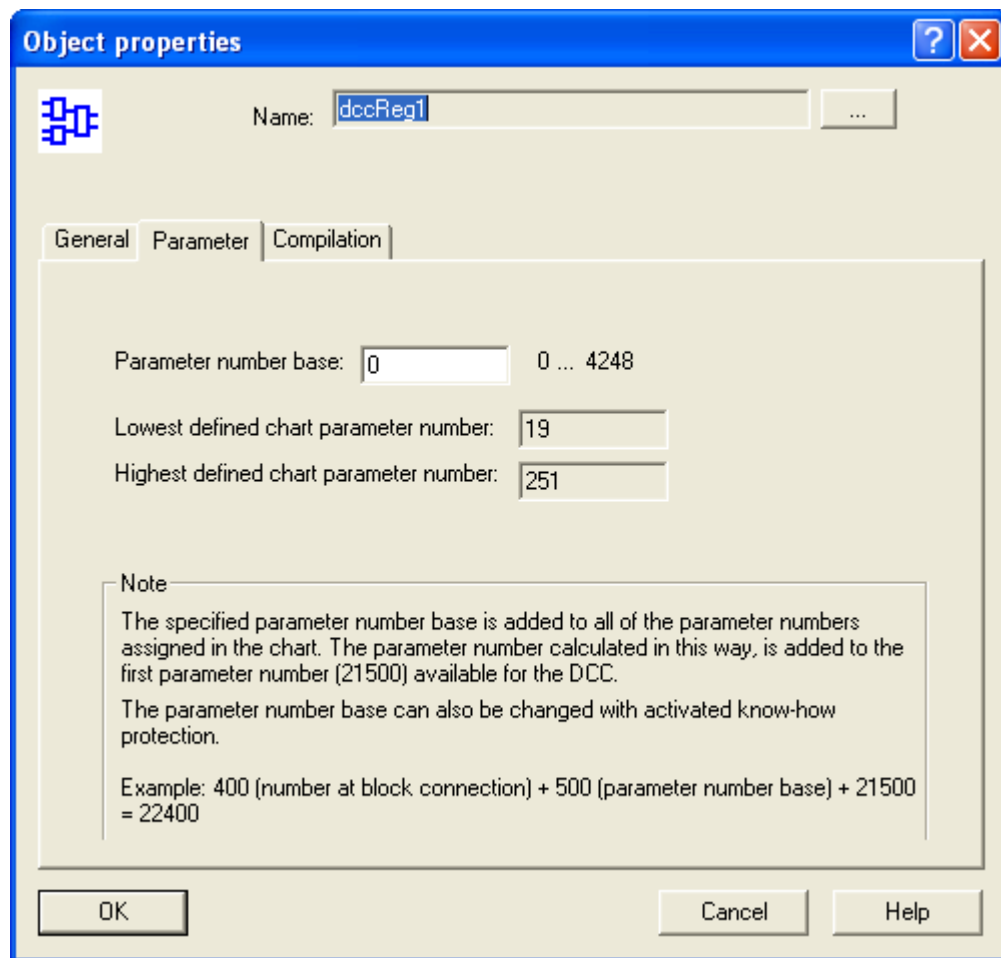 Object properties
Name: dccReg1 ...
General Parameter Compilation
Parameter number base: 0 0 ... 4248
Lowest defined chart parameter number: 19
Highest defined chart parameter number: 251
Note
The specified parameter number base is added to all of the parameter numbers
assigned in the chart. The parameter number calculated in this way, is added to the
first parameter number (21500) available for the DCC.
The parameter number base can also be changed with activated know-how
protection.
Example: 400 (number at block connection) + 500 (parameter number base) + 21500
= 22400
OK Cancel Help